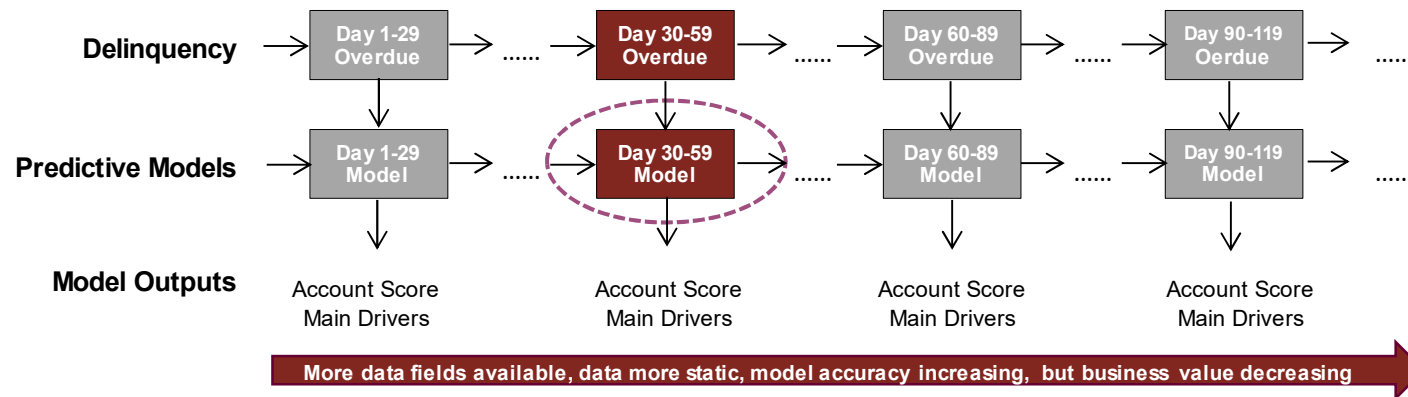 Delinquency
Day 1-29
Overdue
......
Day 30-59
Overdue
......
Day 60-89
Overdue
......
Day 90-119
Oerdue
.....
Predictive Models
Day 1-29
Model
......
Day 30-59
Model
......
Day 60-89
Model
......
Day 90-119
Model
.....
Model Outputs
Account Score
Main Drivers
Account Score
Main Drivers
Account Score
Main Drivers
Account Score
Main Drivers
More data fields available, data more static, model accuracy increasing, but business value decreasing